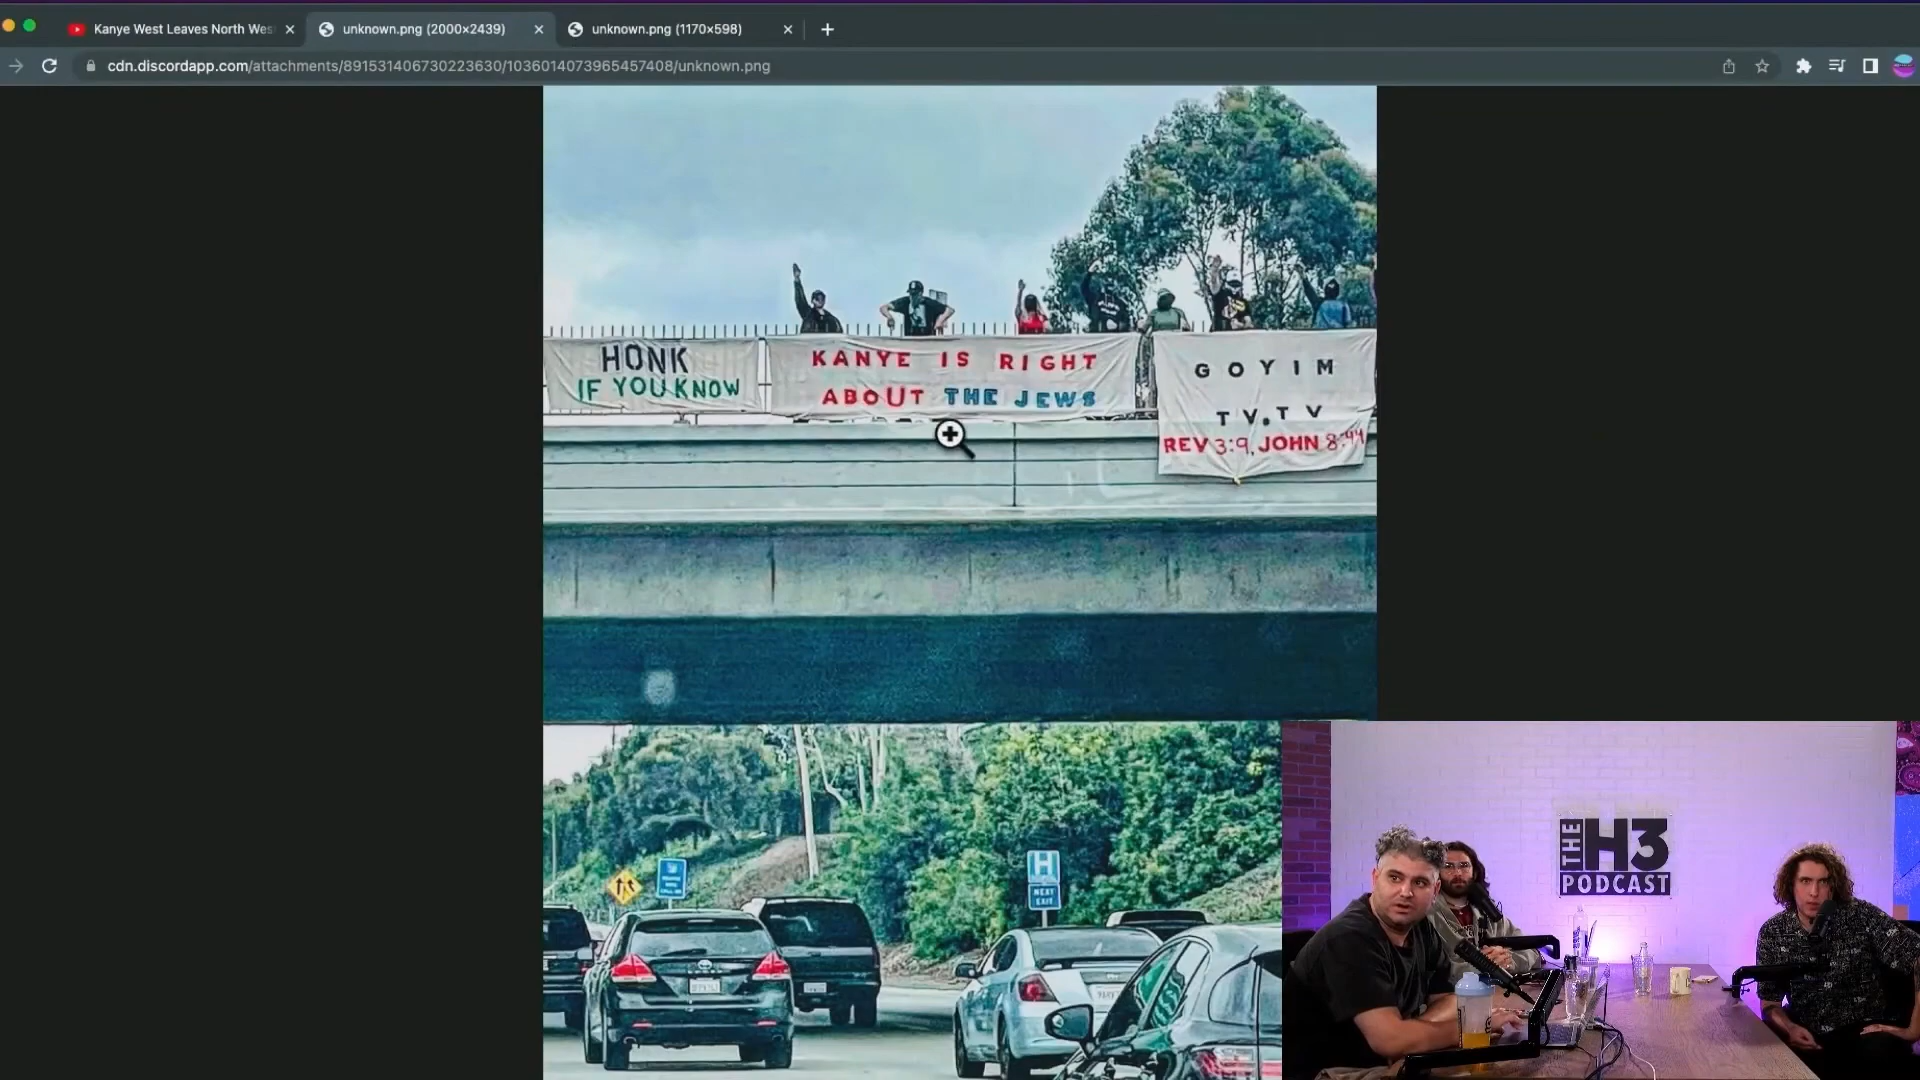 Kanye West Leaves North Wes
unknown.png (2000×2439)
unknown.png (1170×598)
cdn.discordapp.com/attachments/891531406730223630/1036014073965457408/unknown.png
HONK
IF YOU KNOW
KANYE IS RIGHT
ABOUT THE JEWS
GOYIM
TV.TV
REV 3:9, JOHN 8:44
H
NEXT
EXIT
THE
H3
PODCAST